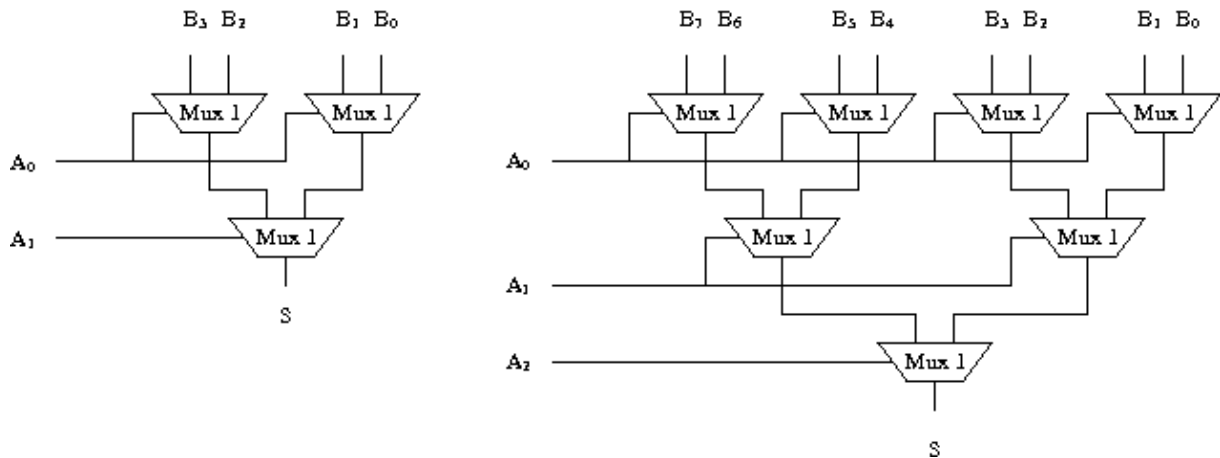 B₃ B₂ B₁ B₀ B₇ B₆ B₅ B₄ B₃ B₂ B₁ B₀
Mux 1 Mux 1 Mux 1 Mux 1 Mux 1 Mux 1
A₀ A₀
A₁ Mux 1 Mux 1 Mux 1
A₁
S
A₂ Mux 1
S